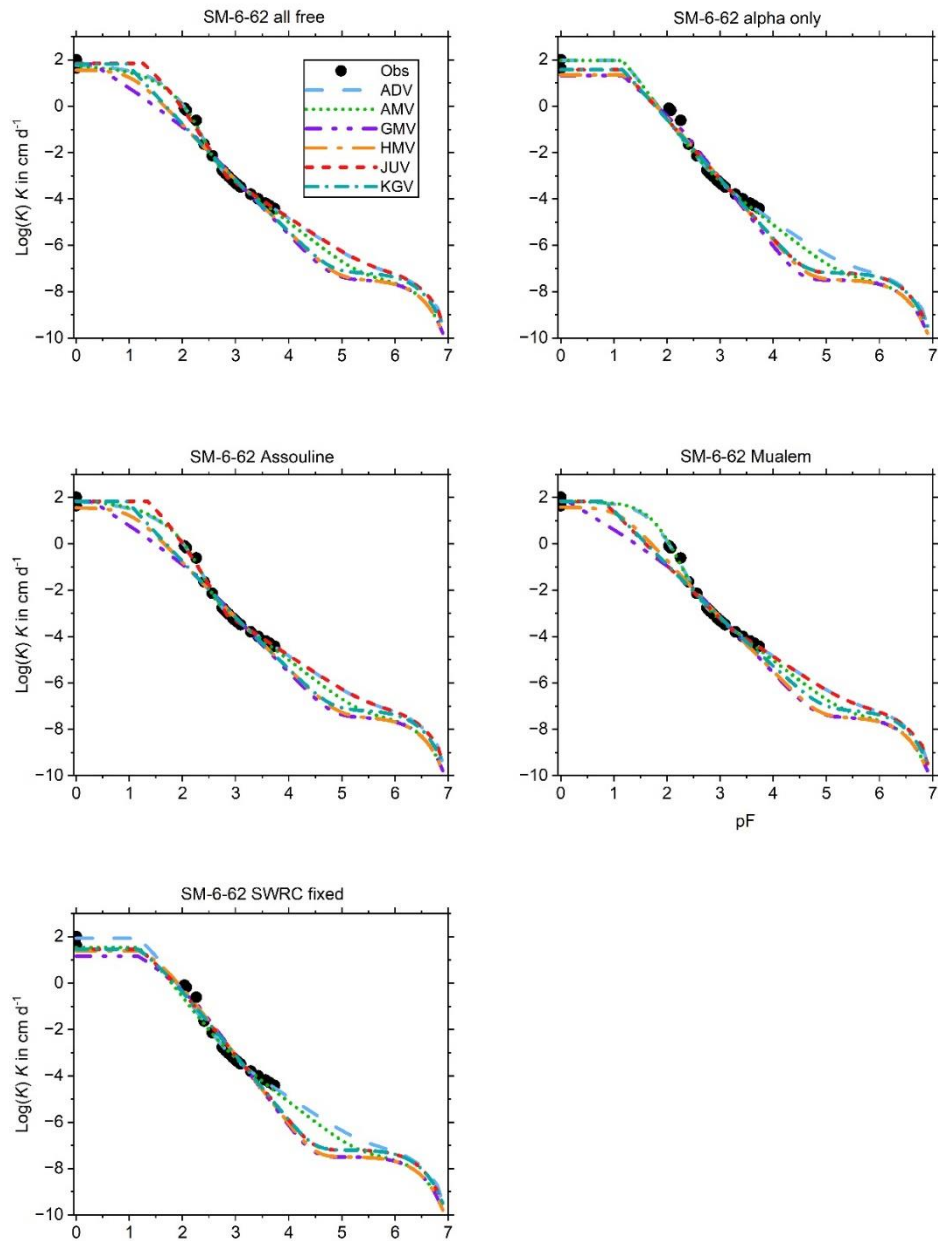 SM-6-62 all free
SM-6-62 alpha only
Obs
ADV
AMV
GMV
HMV
JUV
KGV
Log(K) K in cm d-1
2
0
−2
−4
−6
−8
−10
0 1 2 3 4 5 6 7
2
0
−2
−4
−6
−8
−10
0 1 2 3 4 5 6 7
SM-6-62 Assouline
SM-6-62 Mualem
Log(K) K in cm d-1
2
0
−2
−4
−6
−8
−10
0 1 2 3 4 5 6 7
2
0
−2
−4
−6
−8
−10
0 1 2 3 4 5 6 7
pF
SM-6-62 SWRC fixed
Log(K) K in cm d-1
2
0
−2
−4
−6
−8
−10
0 1 2 3 4 5 6 7